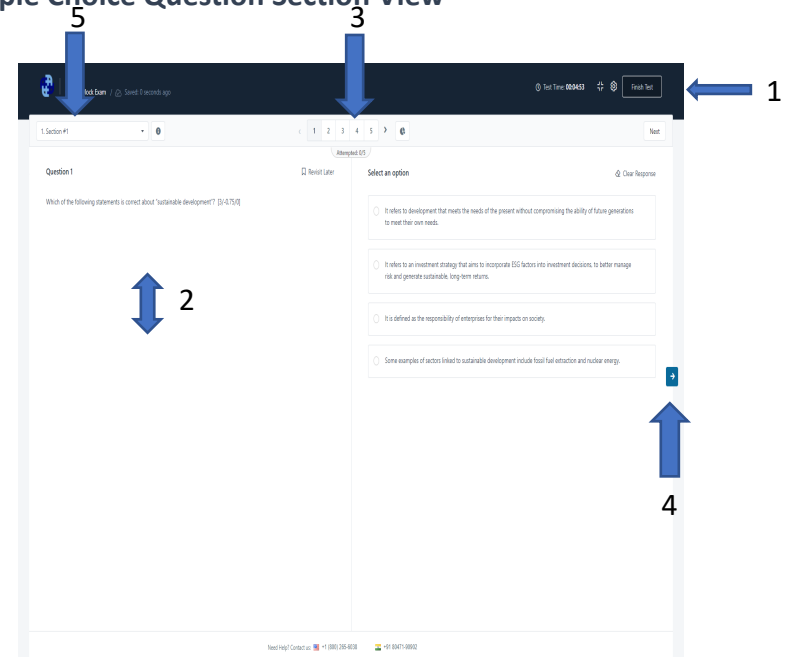 ple Choice Question Section View
5
3
1
Mock Exam / Saved: 0 seconds ago
Test Time: 00:04:53
Finish Test
1. Section #1
1 2 3 4 5
Next
Attempted: 0/5
Question 1
Revisit Later
Select an option
Clear Response
Which of the following statements is correct about "sustainable development"? [3/-0.75/0]
It refers to development that meets the needs of the present without compromising the ability of future generations
to meet their own needs.
It refers to an investment strategy that aims to incorporate ESG factors into investment decisions, to better manage
risk and generate sustainable, long-term returns.
2
It is defined as the responsibility of enterprises for their impacts on society.
Some examples of sectors linked to sustainable development include fossil fuel extraction and nuclear energy.
4
Need Help? Contact us: +1 (800) 265-6038 +91 80471-90902